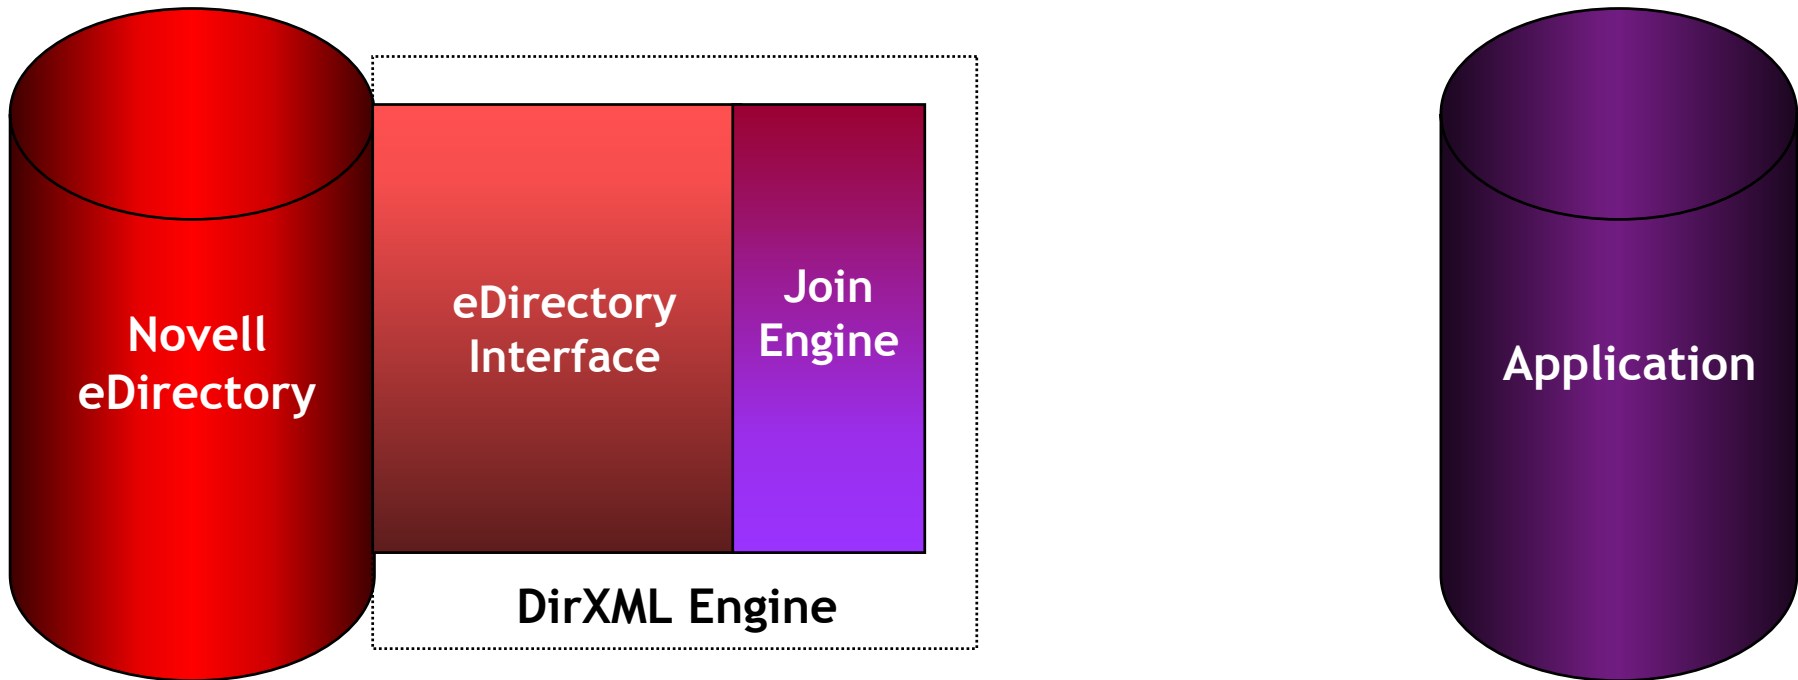 Novell
eDirectory
eDirectory
Interface
Join
Engine
DirXML Engine
Application